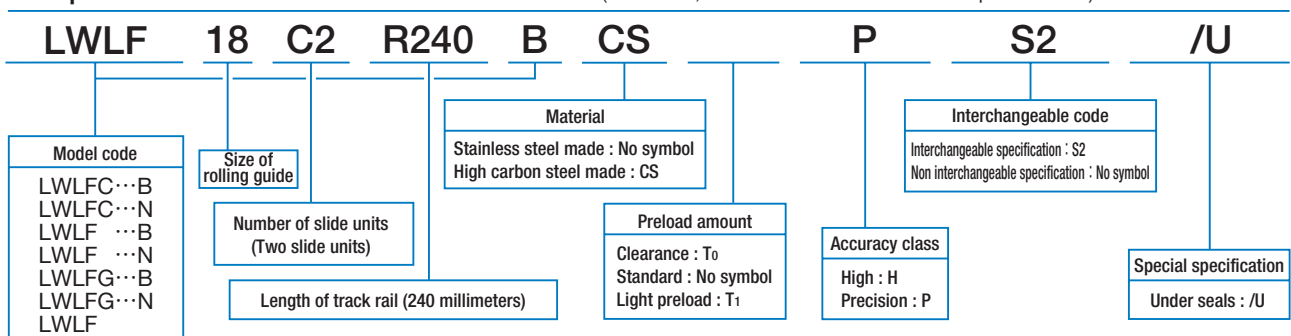 LWLF 18 C2 R240 B CS P S2 /U
Model code
LWLFC⋯B
LWLFC⋯N
LWLF ⋯B
LWLF ⋯N
LWLFG⋯B
LWLFG⋯N
LWLF
Size of
rolling guide
Number of slide units
(Two slide units)
Length of track rail (240 millimeters)
Material
Stainless steel made : No symbol
High carbon steel made : CS
Preload amount
Clearance : T₀
Standard : No symbol
Light preload : T₁
Accuracy class
High : H
Precision : P
Interchangeable code
Interchangeable specification : S2
Non interchangeable specification : No symbol
Special specification
Under seals : /U